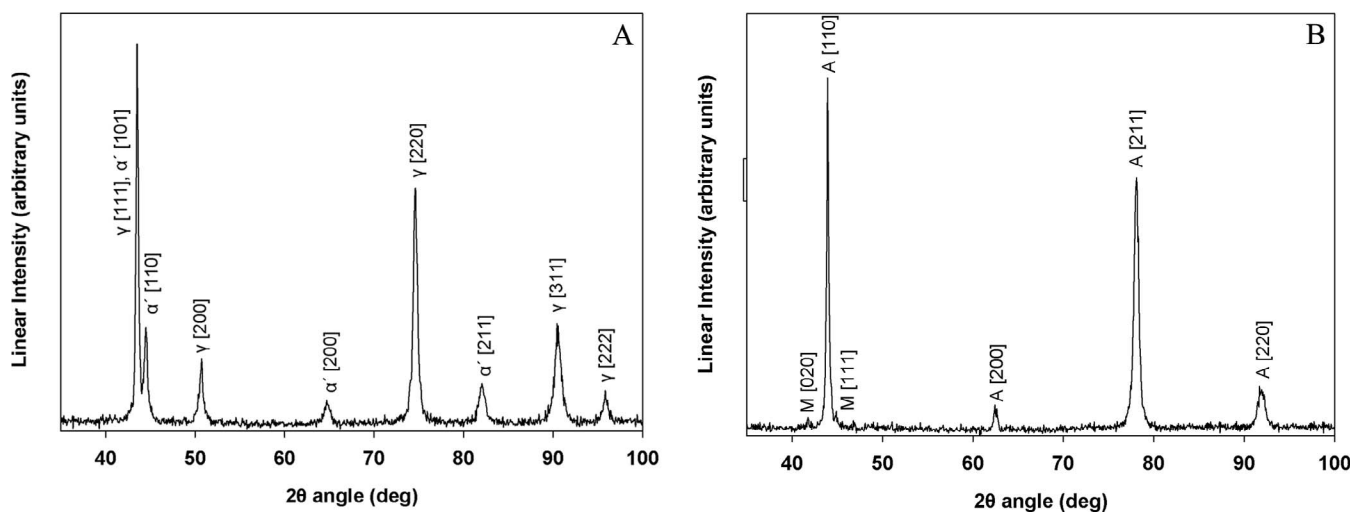 A
Linear Intensity (arbitrary units)
γ [111], α´ [101]
α´ [110]
γ [200]
α´ [200]
γ [220]
α´ [211]
γ [311]
γ [222]
40 50 60 70 80 90 100
2θ angle (deg)
B
Linear Intensity (arbitrary units)
M [020]
A [110]
M [111]
A [200]
A [211]
A [220]
40 50 60 70 80 90 100
2θ angle (deg)